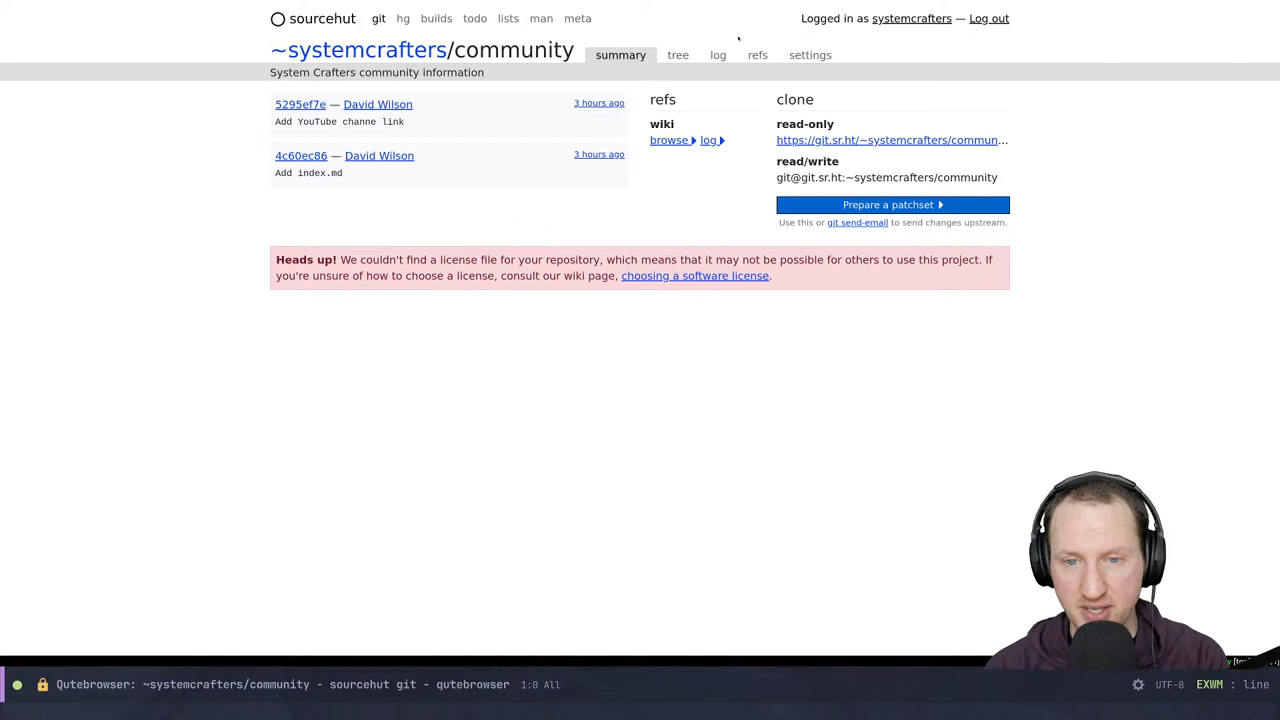 sourcehut git hg builds todo lists man meta Logged in as systemcrafters — Log out
~systemcrafters/community summary tree log refs settings
System Crafters community information
5295ef7e — David Wilson 3 hours ago
Add YouTube channe link
4c60ec86 — David Wilson 3 hours ago
Add index.md
refs
wiki
browse log
clone
read-only
https://git.sr.ht/~systemcrafters/commun...
read/write
git@git.sr.ht:~systemcrafters/community
Prepare a patchset
Use this or git send-email to send changes upstream.
Heads up! We couldn't find a license file for your repository, which means that it may not be possible for others to use this project. If
you're unsure of how to choose a license, consult our wiki page, choosing a software license.
Qutebrowser: ~systemcrafters/community - sourcehut git - qutebrowser 1:0 All UTF-8 EXWM : line